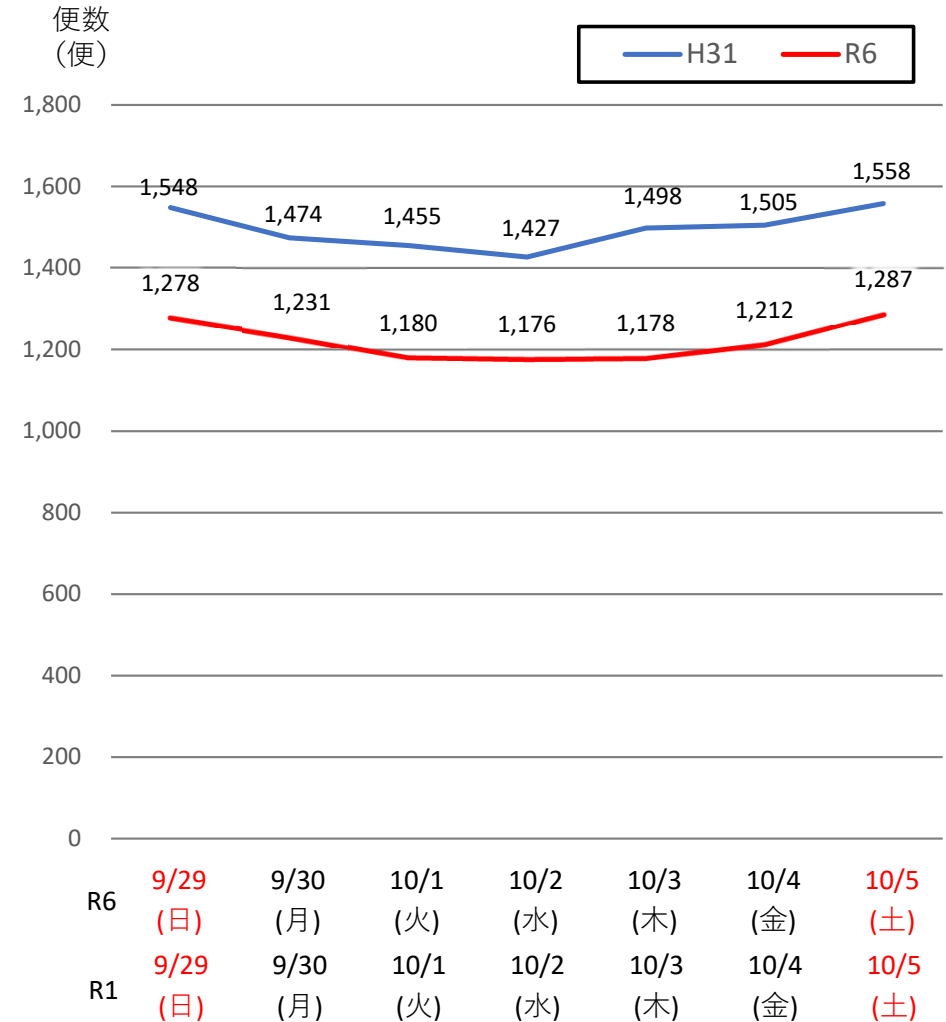 便数
(便)
H31 R6
1,800
1,600
1,400
1,200
1,000
800
600
400
200
0
1,548 1,474 1,455 1,427 1,498 1,505 1,558
1,278 1,231 1,180 1,176 1,178 1,212 1,287
R6
9/29 9/30 10/1 10/2 10/3 10/4 10/5
(日) (月) (火) (水) (木) (金) (土)
R1
9/29 9/30 10/1 10/2 10/3 10/4 10/5
(日) (月) (火) (水) (木) (金) (土)